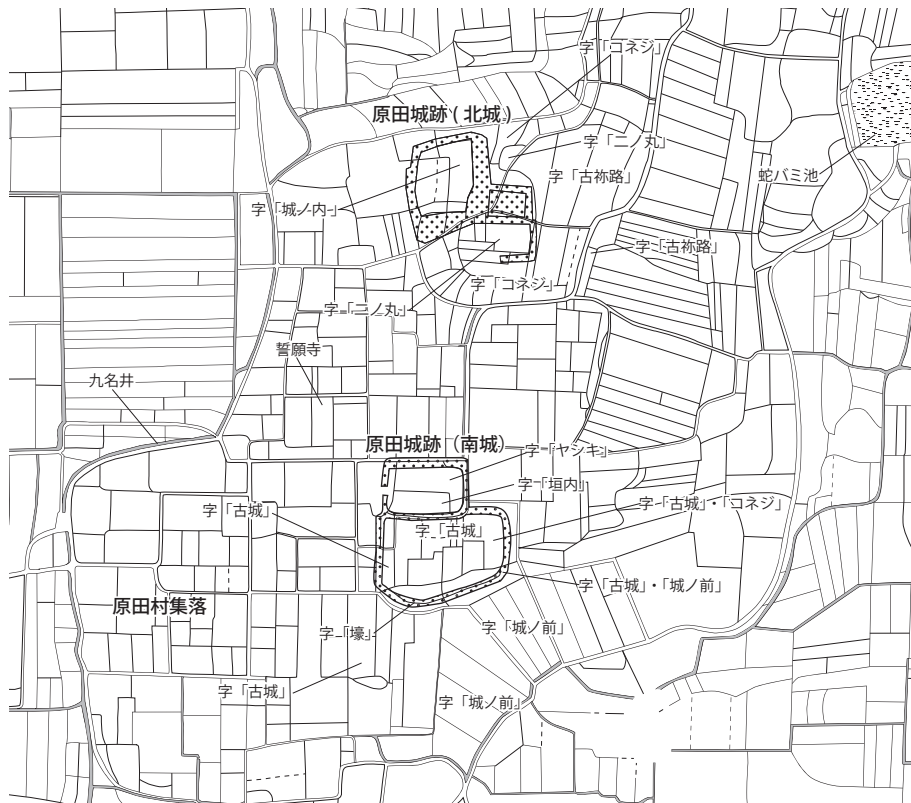 字「コネジ」
原田城跡 ( 北城 )
字「二ノ丸」
蛇バミ池
字「古祢路」
字「城ノ内」
字「古祢路」
字「コネジ」
字「二ノ丸」
誓願寺
九名井
原田城跡（南城）
字「ヤシキ」
字「垣内」
字「古城」・「コネジ」
字「古城」
字「古城」
字「古城」・「城ノ前」
原田村集落
字「城ノ前」
字「壕」
字「古城」
字「城ノ前」